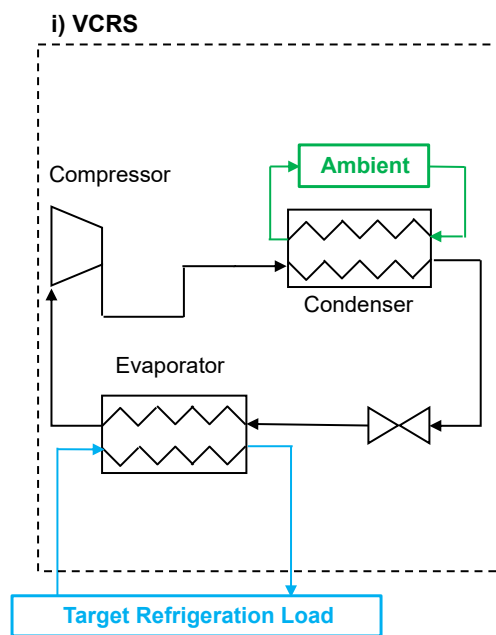 i) VCRS
Ambient
Compressor
Condenser
Evaporator
Target Refrigeration Load